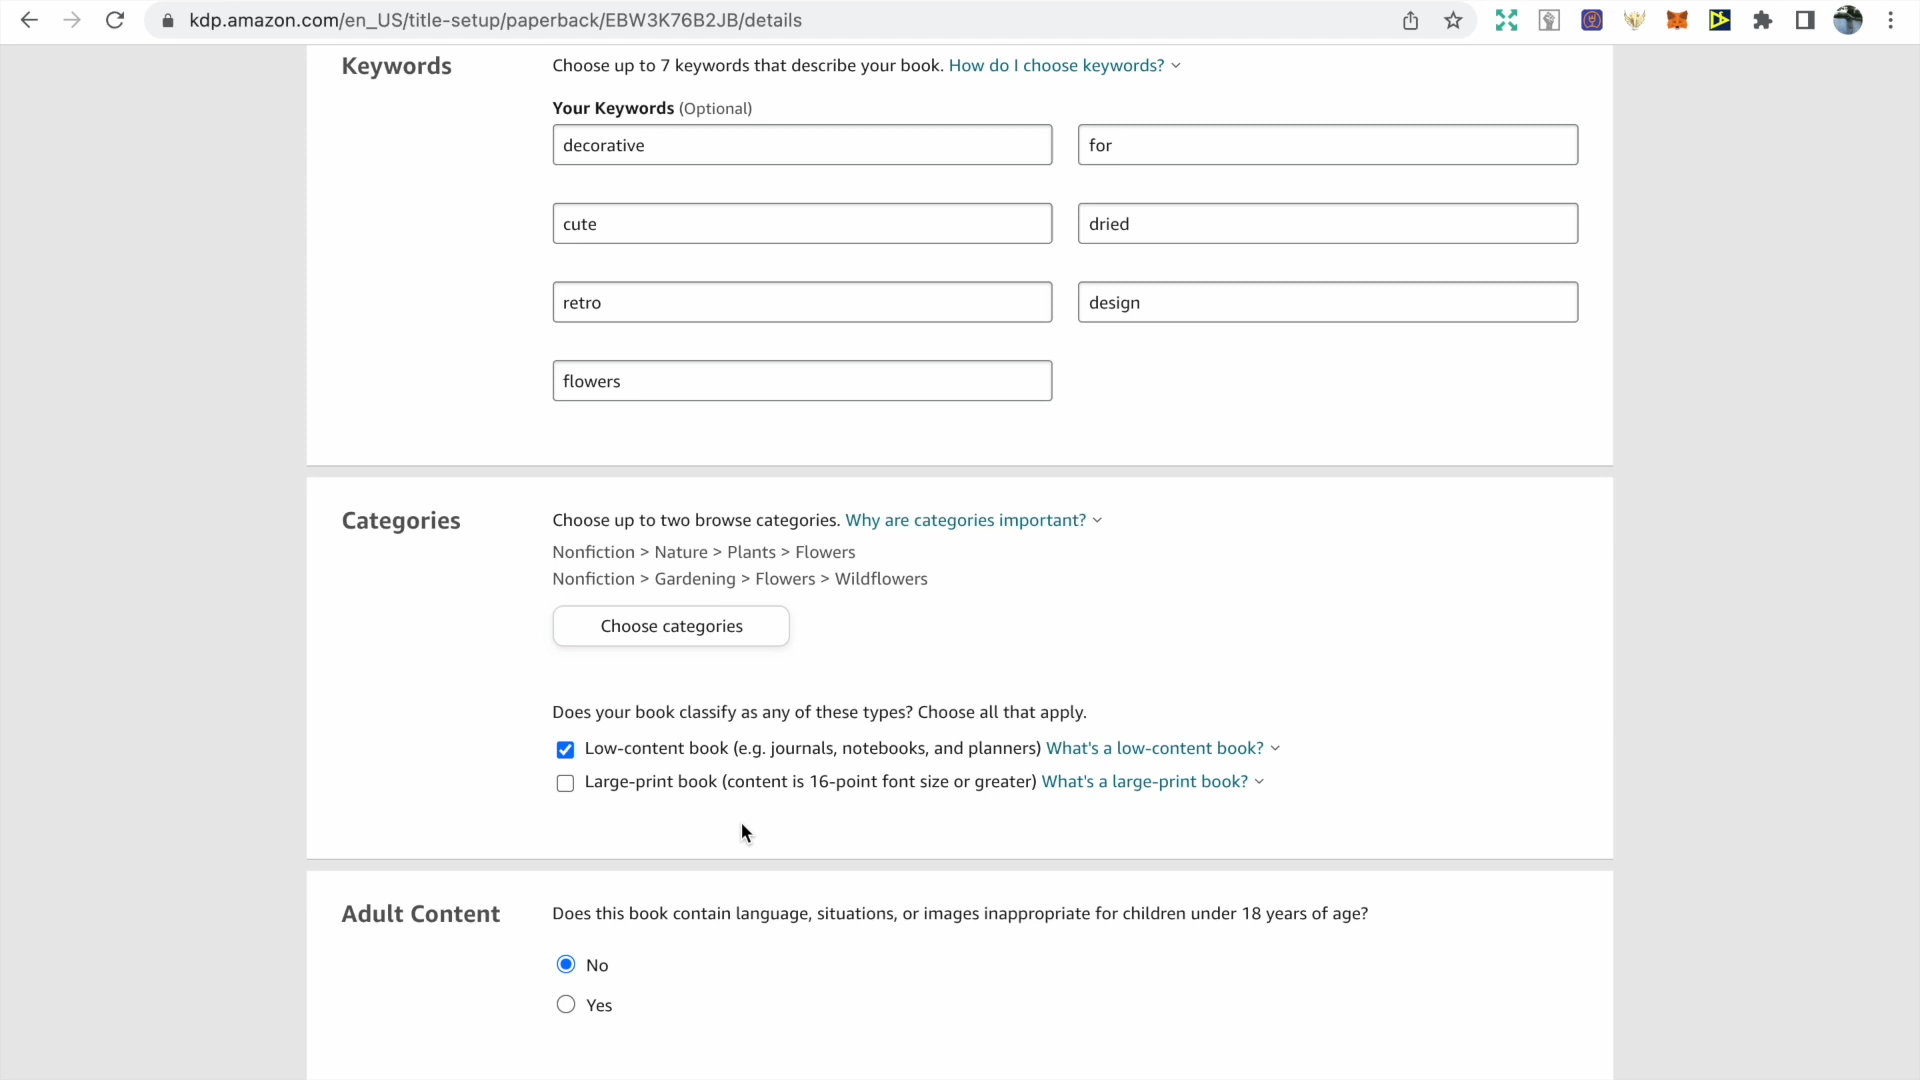 kdp.amazon.com/en_US/title-setup/paperback/EBW3K76B2JB/details
Keywords
Choose up to 7 keywords that describe your book. How do I choose keywords?
Your Keywords (Optional)
decorative
for
cute
dried
retro
design
flowers
Categories
Choose up to two browse categories. Why are categories important?
Nonfiction > Nature > Plants > Flowers
Nonfiction > Gardening > Flowers > Wildflowers
Choose categories
Does your book classify as any of these types? Choose all that apply.
Low-content book (e.g. journals, notebooks, and planners) What's a low-content book?
Large-print book (content is 16-point font size or greater) What's a large-print book?
Adult Content
Does this book contain language, situations, or images inappropriate for children under 18 years of age?
No
Yes